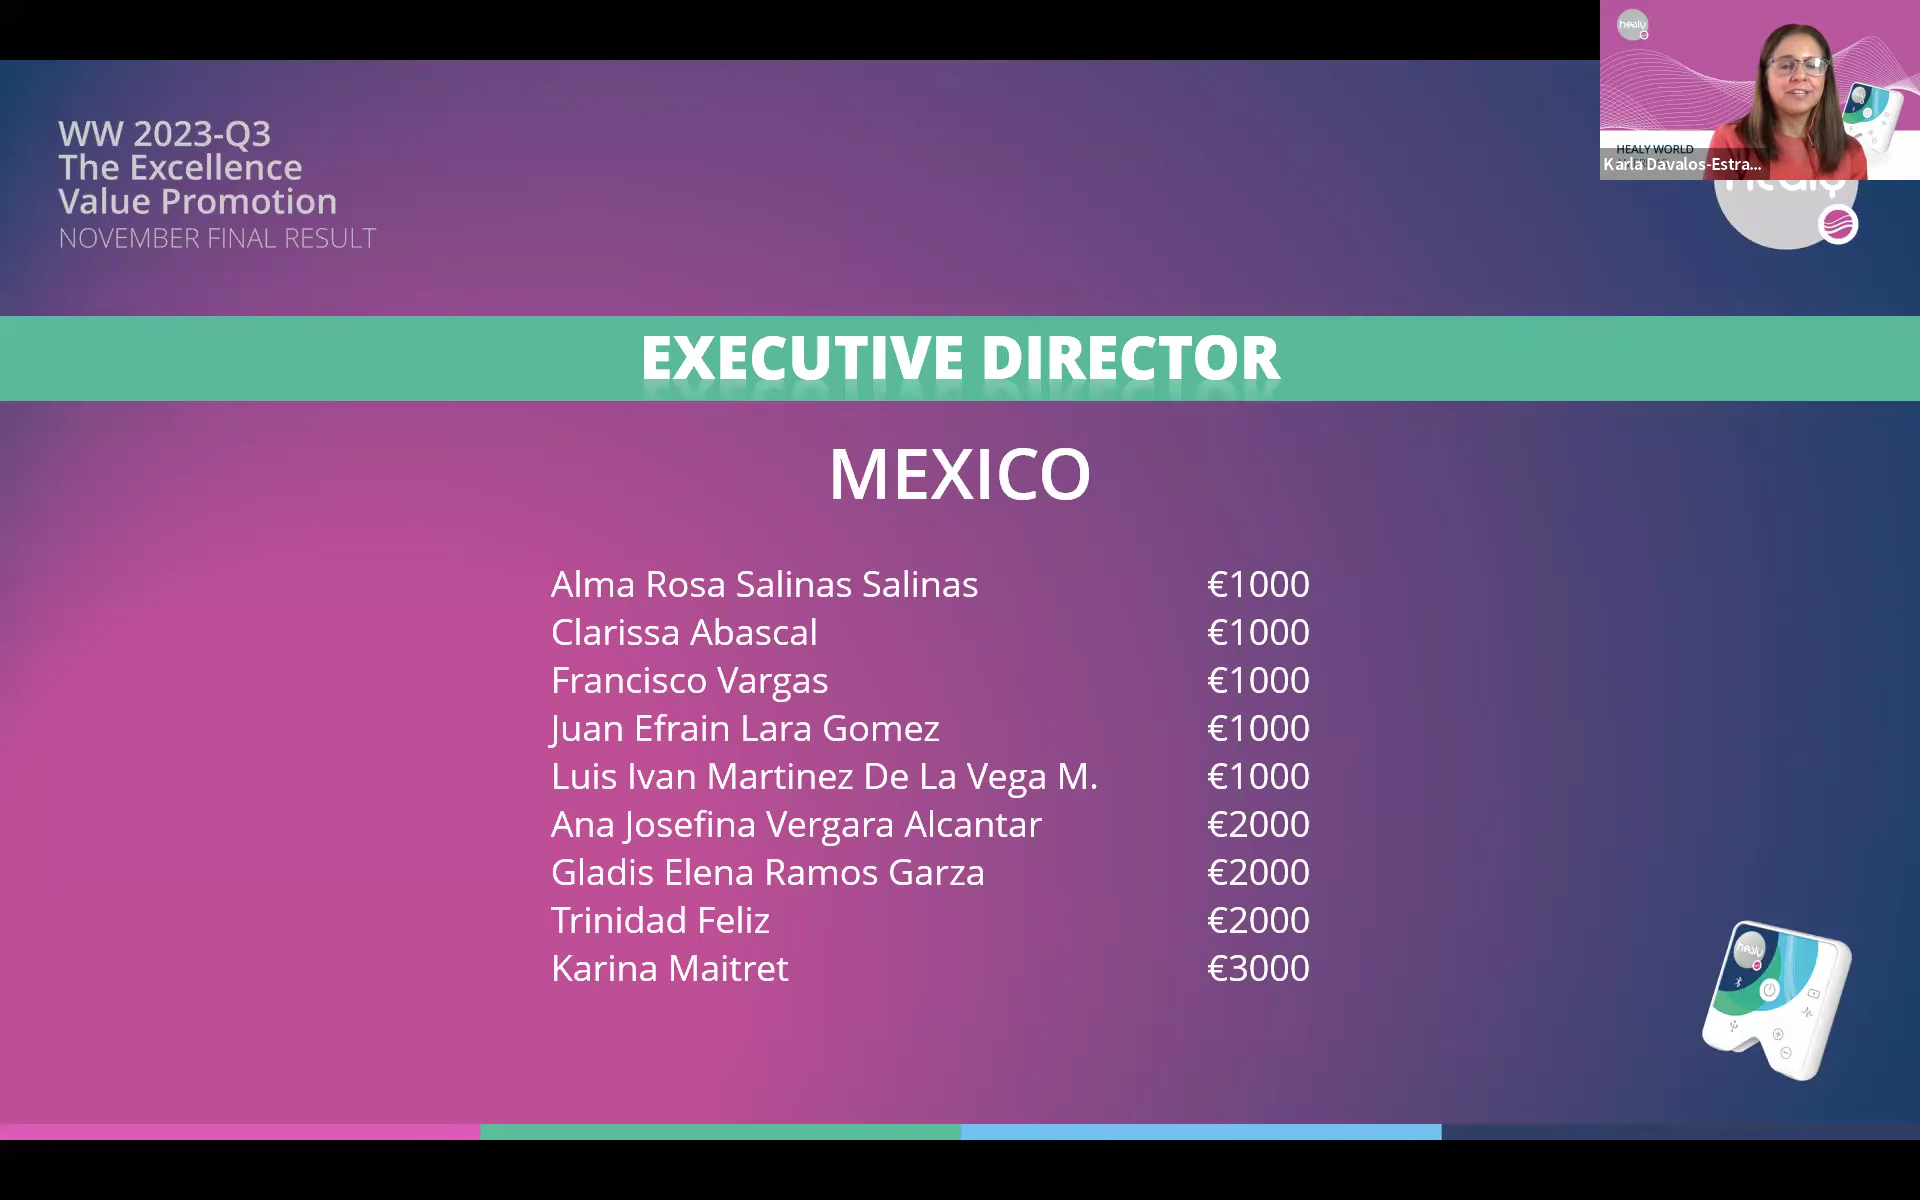 WW 2023-Q3
The Excellence
Value Promotion
NOVEMBER FINAL RESULT
healy
HEALY WORLD
Karla Davalos-Estra...
healy
EXECUTIVE DIRECTOR
MEXICO
Alma Rosa Salinas Salinas €1000
Clarissa Abascal €1000
Francisco Vargas €1000
Juan Efrain Lara Gomez €1000
Luis Ivan Martinez De La Vega M. €1000
Ana Josefina Vergara Alcantar €2000
Gladis Elena Ramos Garza €2000
Trinidad Feliz €2000
Karina Maitret €3000
healy